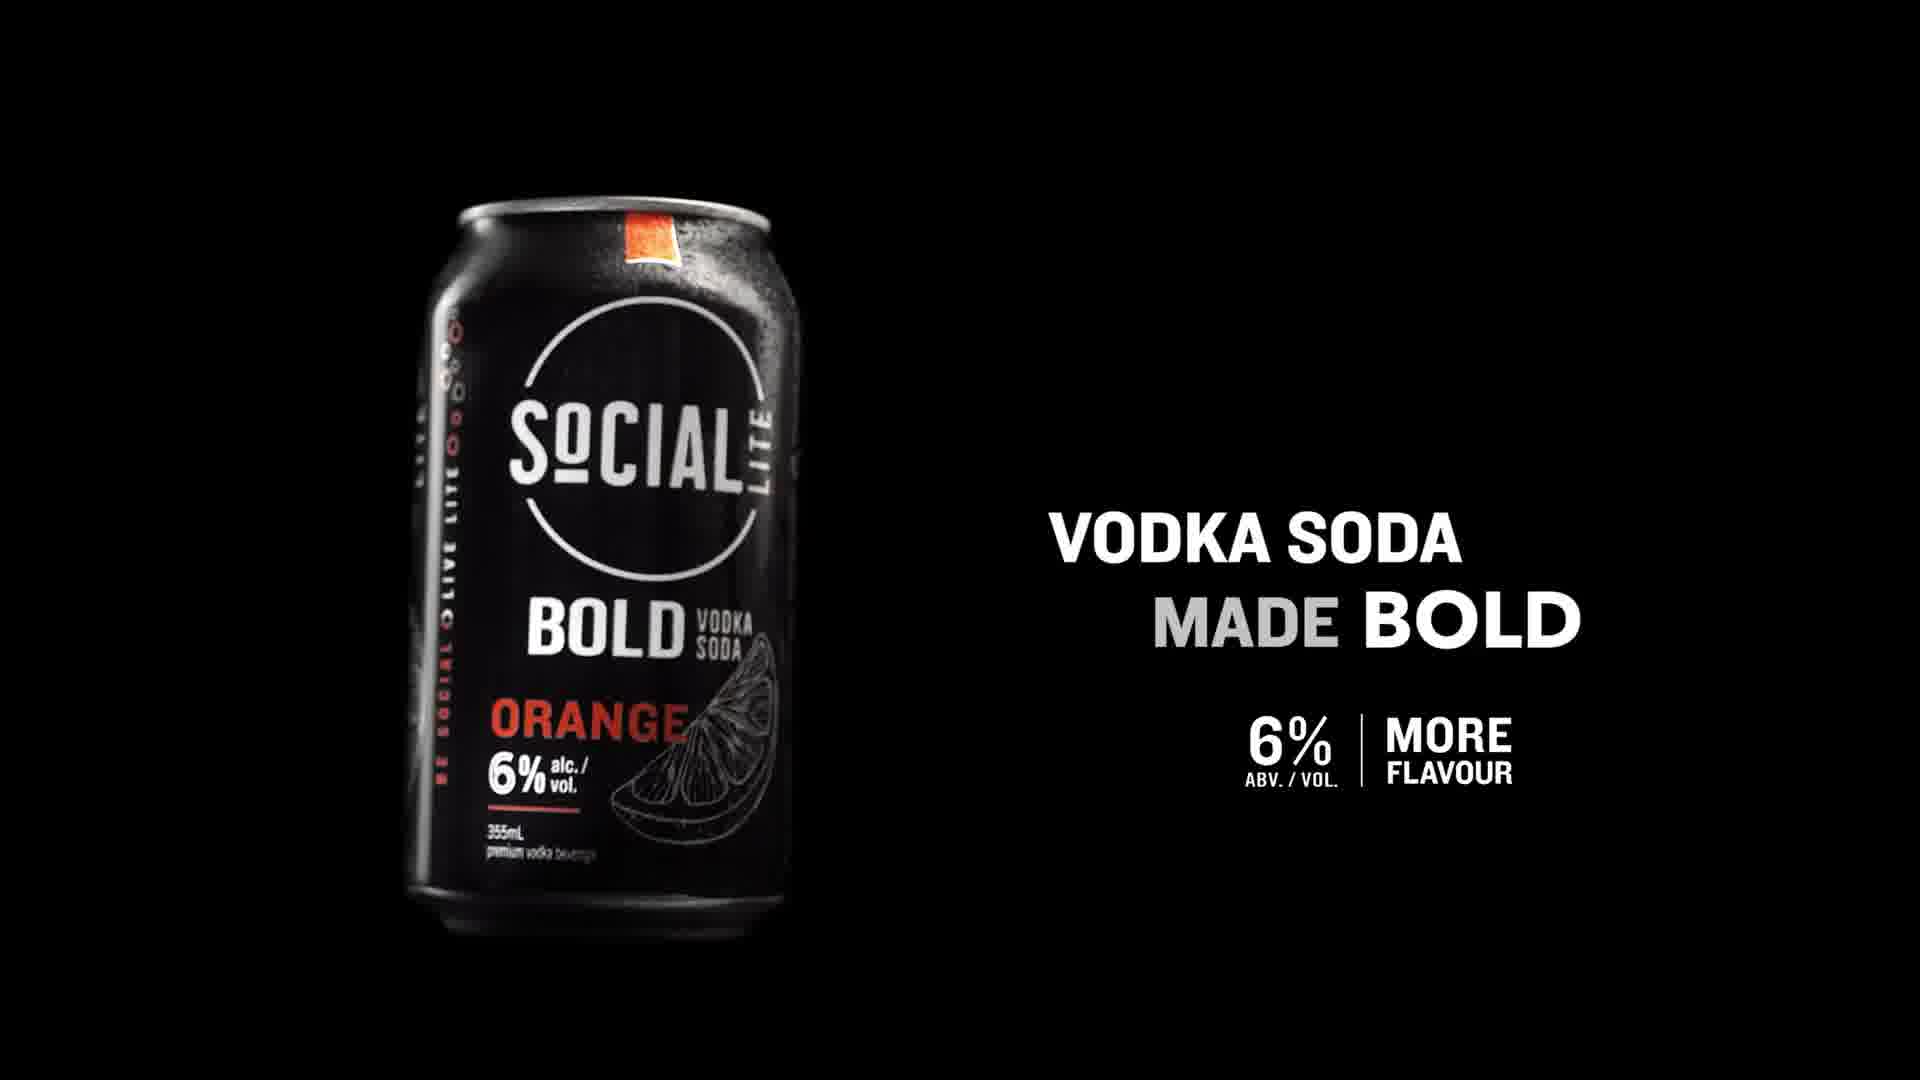 SOCIAL LITE
BOLD VODKA
SODA
ORANGE
6% alc./
vol.
355mL
premium vodka beverage
BE SOCIAL LIVE LITE
VODKA SODA
MADE BOLD
6% MORE
ABV. / VOL. FLAVOUR